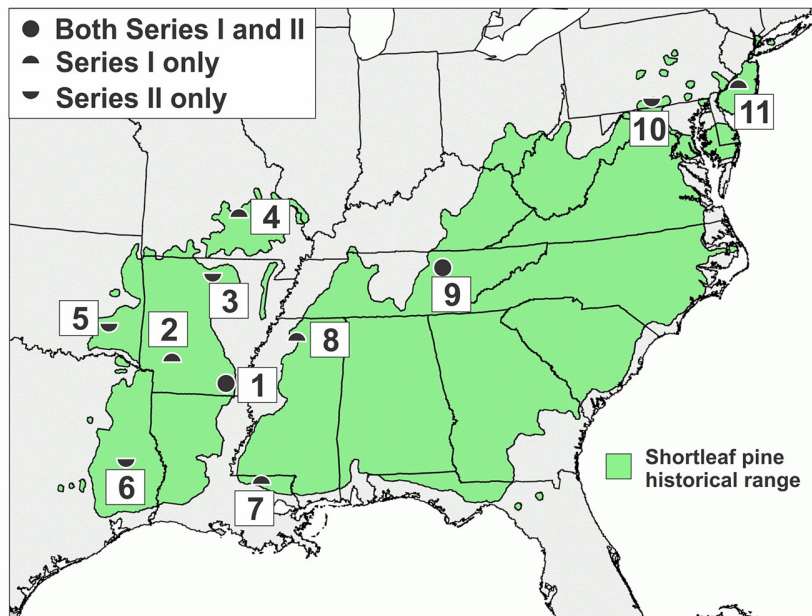 Both Series I and II
Series I only
Series II only
11
10
4
9
3
5
2
8
1
6
7
Shortleaf pine
historical range